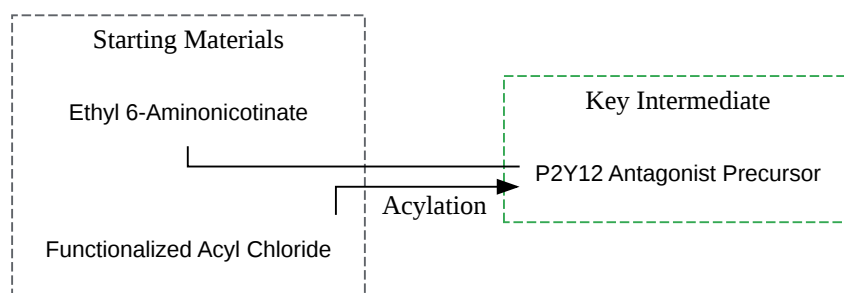 Starting Materials
Ethyl 6-Aminonicotinate
Functionalized Acyl Chloride
Acylation
Key Intermediate
P2Y12 Antagonist Precursor